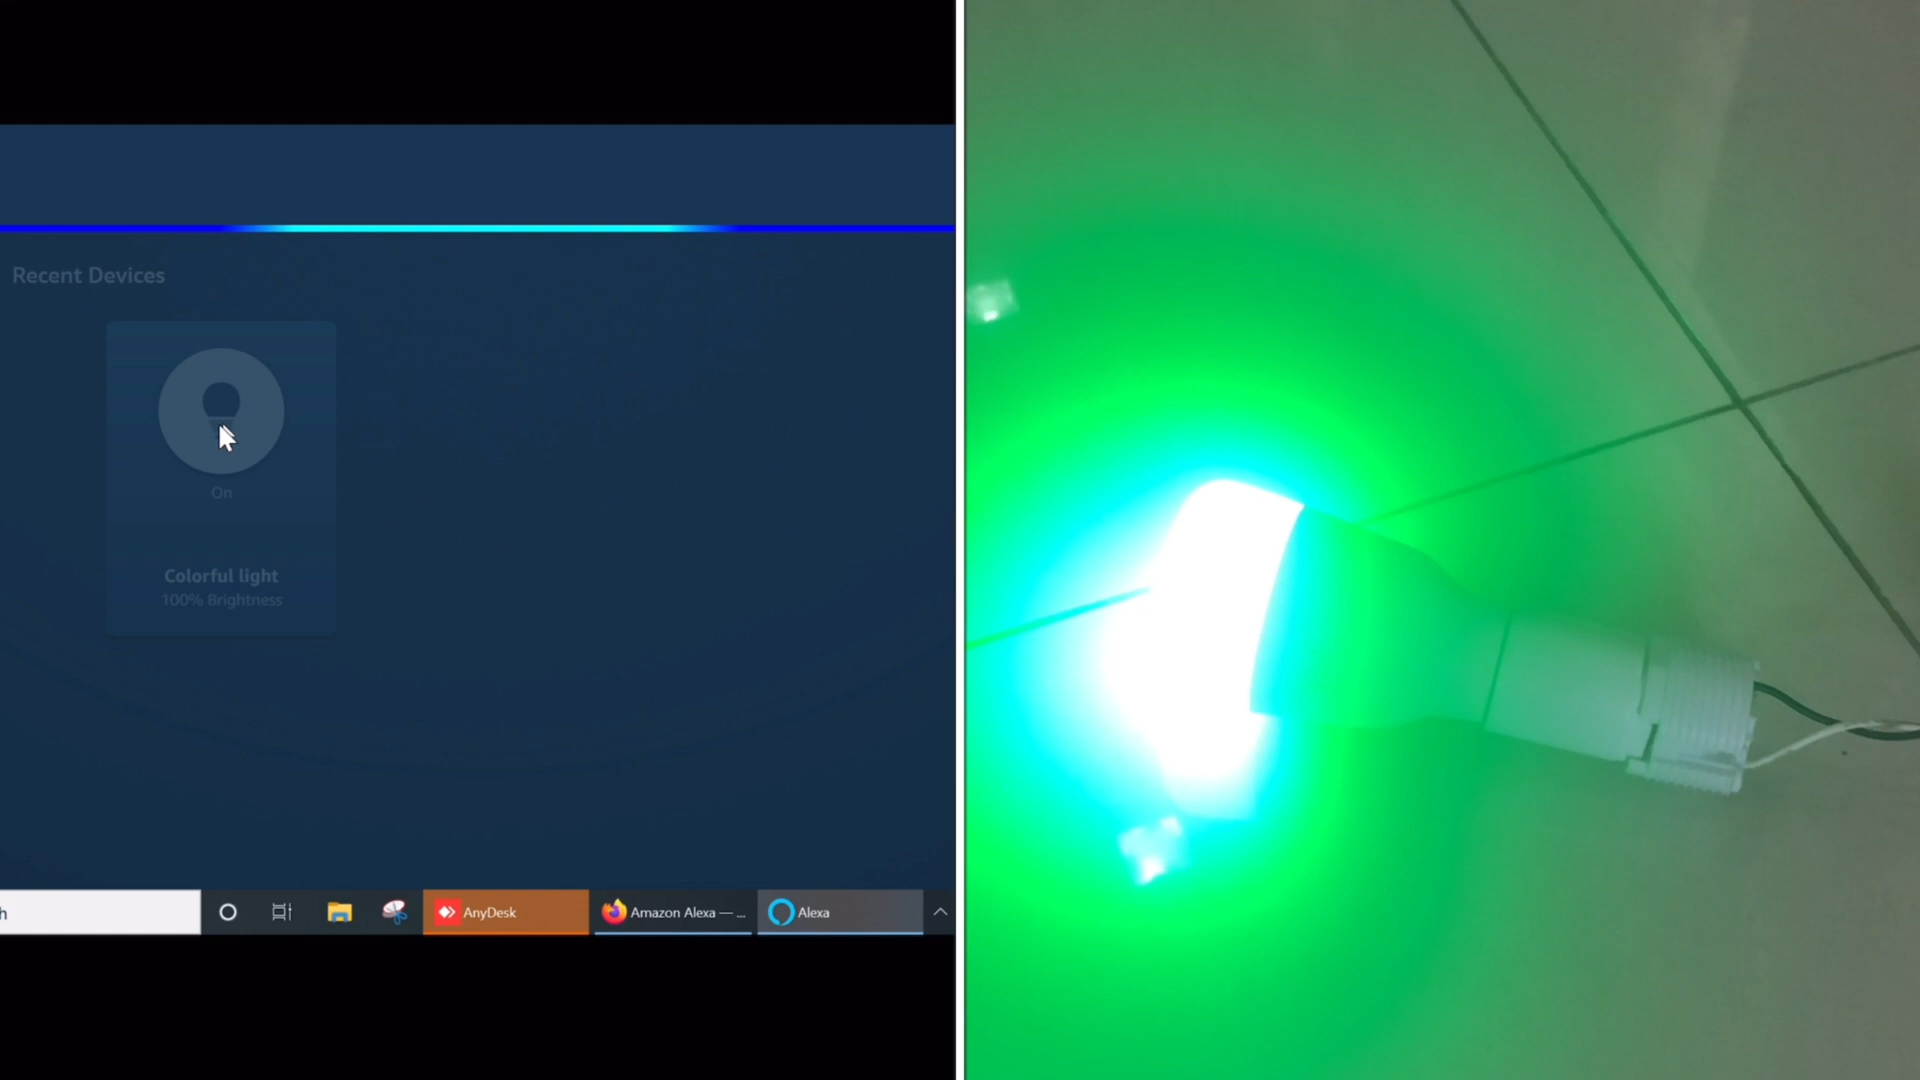 Recent Devices
On
Colorful light
100% Brightness
h
AnyDesk
Amazon Alexa — ...
Alexa